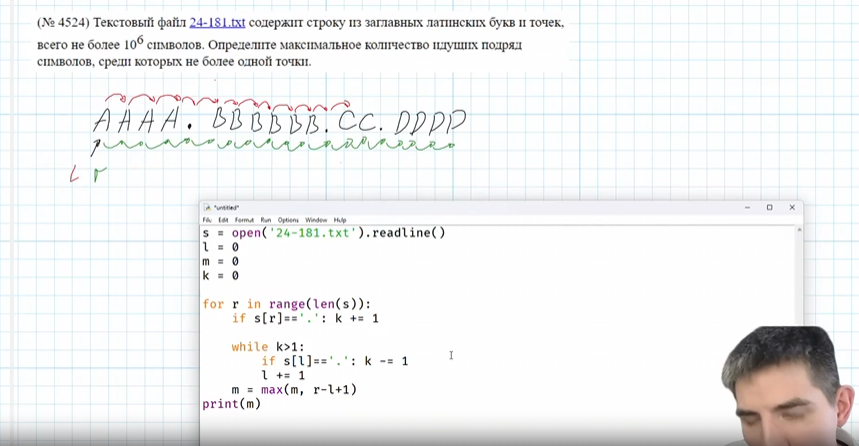 (№ 4524) Текстовый файл 24-181.txt содержит строку из заглавных латинских букв и точек,
всего не более 10⁶ символов. Определите максимальное количество идущих подряд
символов, среди которых не более одной точки.
AAAA.BBBBBB.CC.DDDD
L r
*untitled*
File Edit Format Run Options Window Help
s = open('24-181.txt').readline()
l = 0
m = 0
k = 0
for r in range(len(s)):
    if s[r]=='.': k += 1
    while k>1:
        if s[l]=='.': k -= 1
        l += 1
    m = max(m, r-l+1)
print(m)